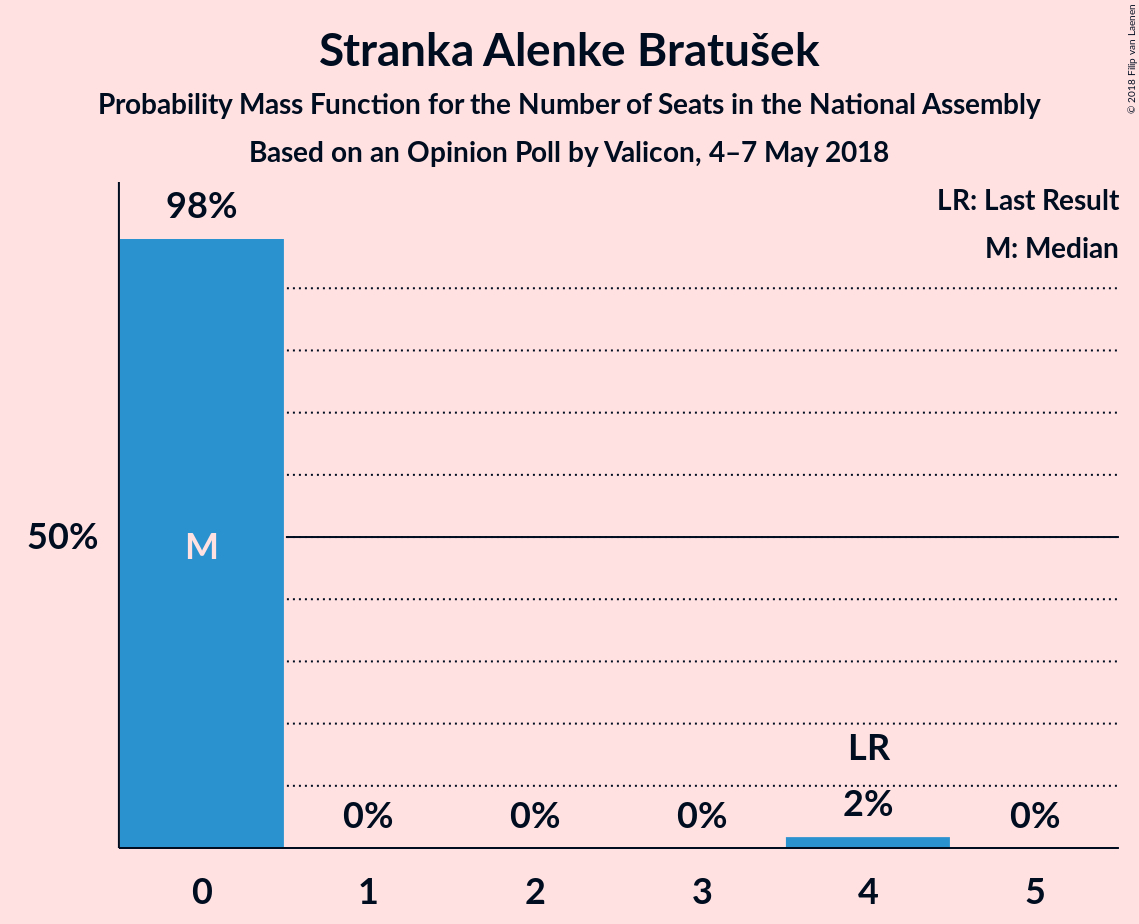 Stranka Alenke Bratušek
Probability Mass Function for the Number of Seats in the National Assembly
Based on an Opinion Poll by Valicon, 4–7 May 2018
© 2018 Filip van Laenen
LR: Last Result
M: Median
98%
50%
M
LR
0%
0%
0%
2%
0%
0
1
2
3
4
5